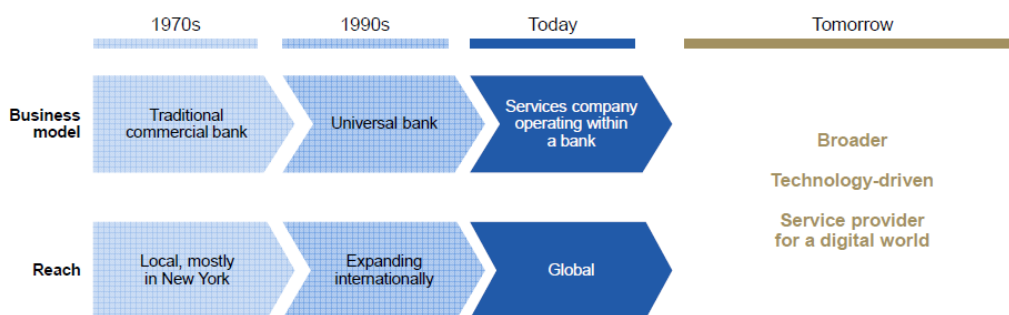 1970s
1990s
Today
Tomorrow
Business
model
Traditional
commercial bank
Universal bank
Services company
operating within
a bank
Broader
Technology-driven
Service provider
for a digital world
Reach
Local, mostly
in New York
Expanding
internationally
Global